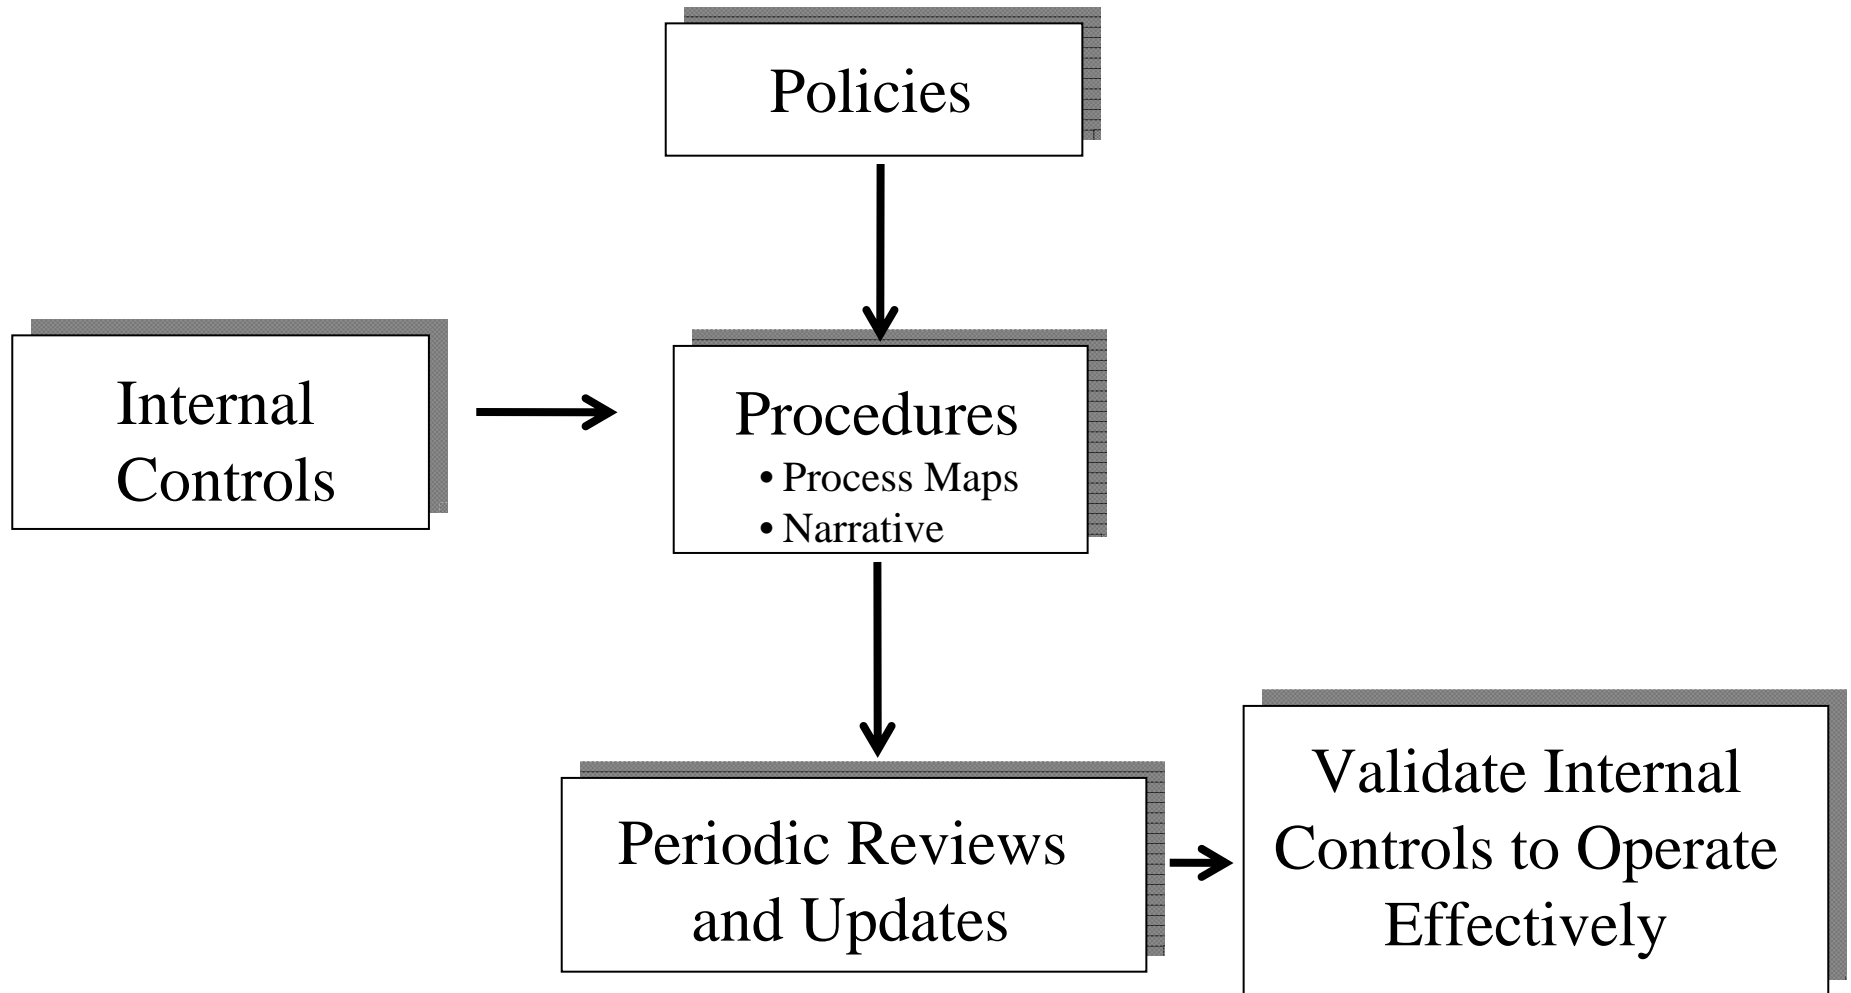 Policies
Internal
Controls
Procedures
• Process Maps
• Narrative
Periodic Reviews
and Updates
Validate Internal
Controls to Operate
Effectively